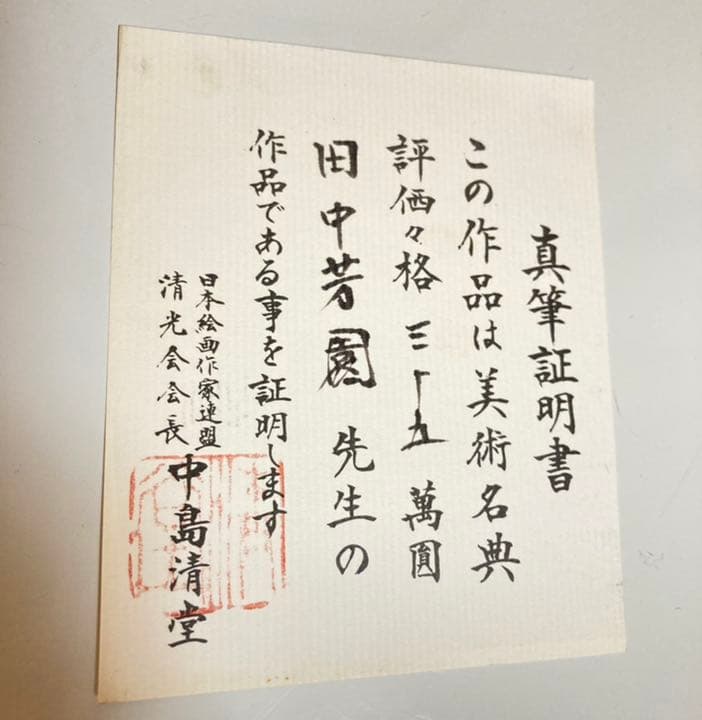 真筆証明書
この作品は美術名典
評価々格 三十五 萬圓
田中芳園 先生の
作品である事を証明します
日本絵画作家連盟
清光会会長 中島清堂